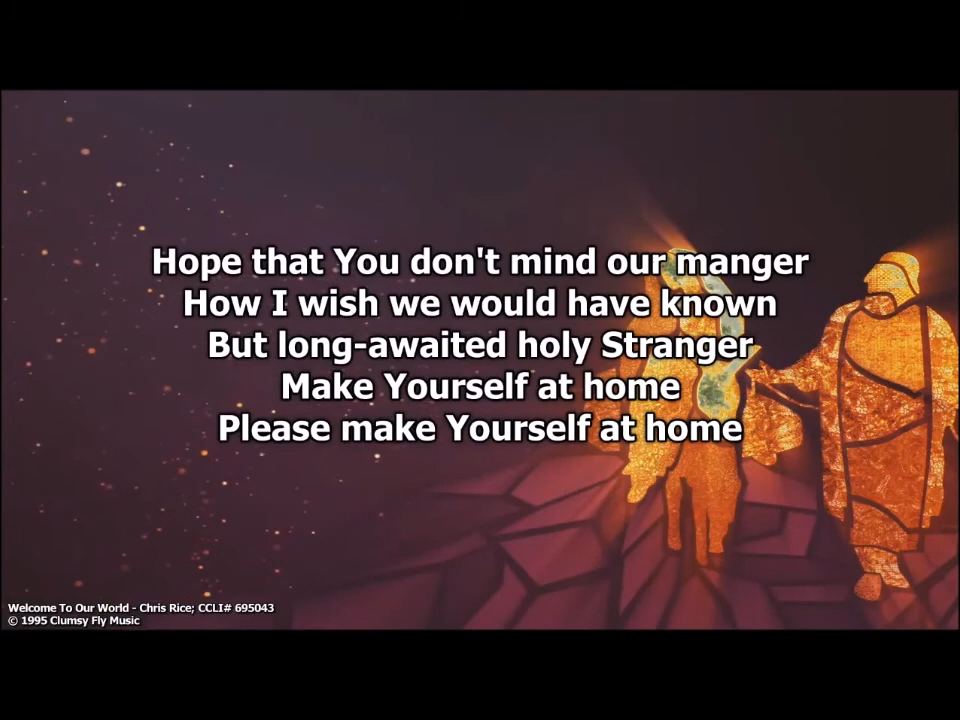 Hope that You don't mind our manger
How I wish we would have known
But long-awaited holy Stranger
Make Yourself at home
Please make Yourself at home
Welcome To Our World - Chris Rice; CCLI# 695043
© 1995 Clumsy Fly Music